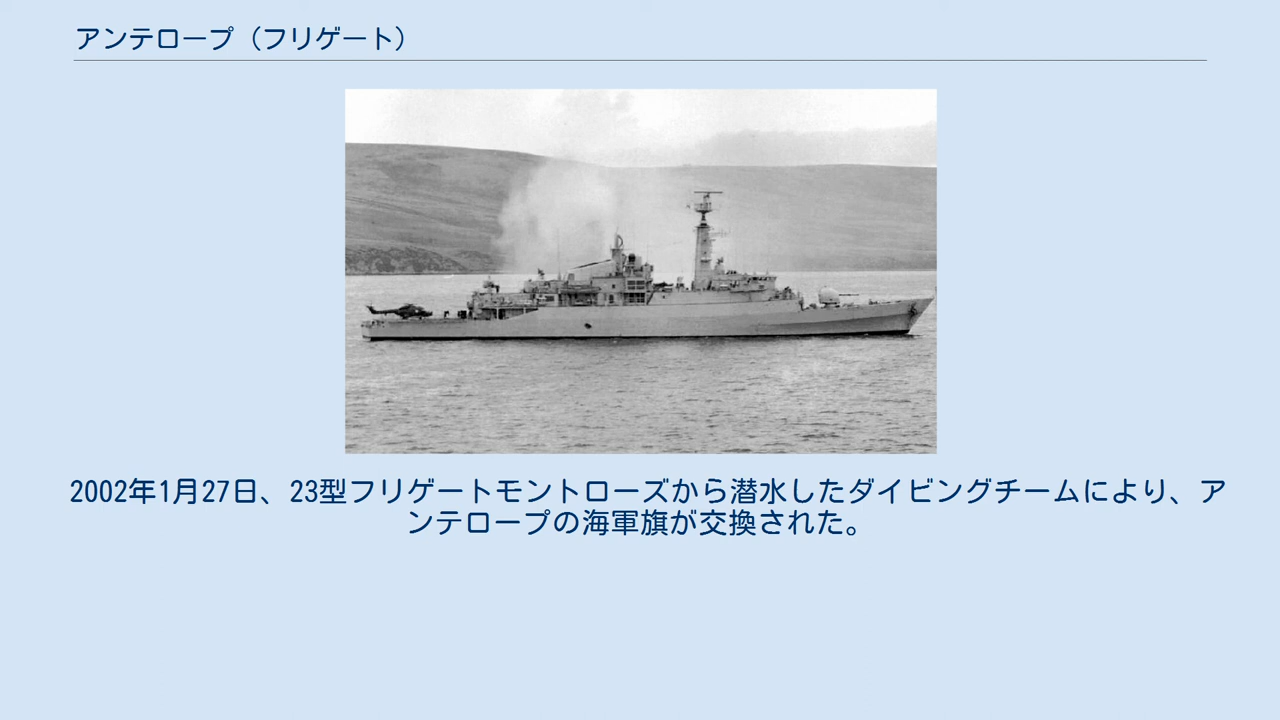 アンテロープ（フリゲート）
2002年1月27日、23型フリゲートモントローズから潜水したダイビングチームにより、ア
ンテロープの海軍旗が交換された。